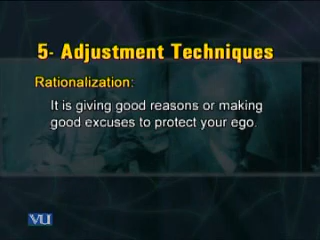 5- Adjustment Techniques
Rationalization:
It is giving good reasons or making
good excuses to protect your ego.
VU